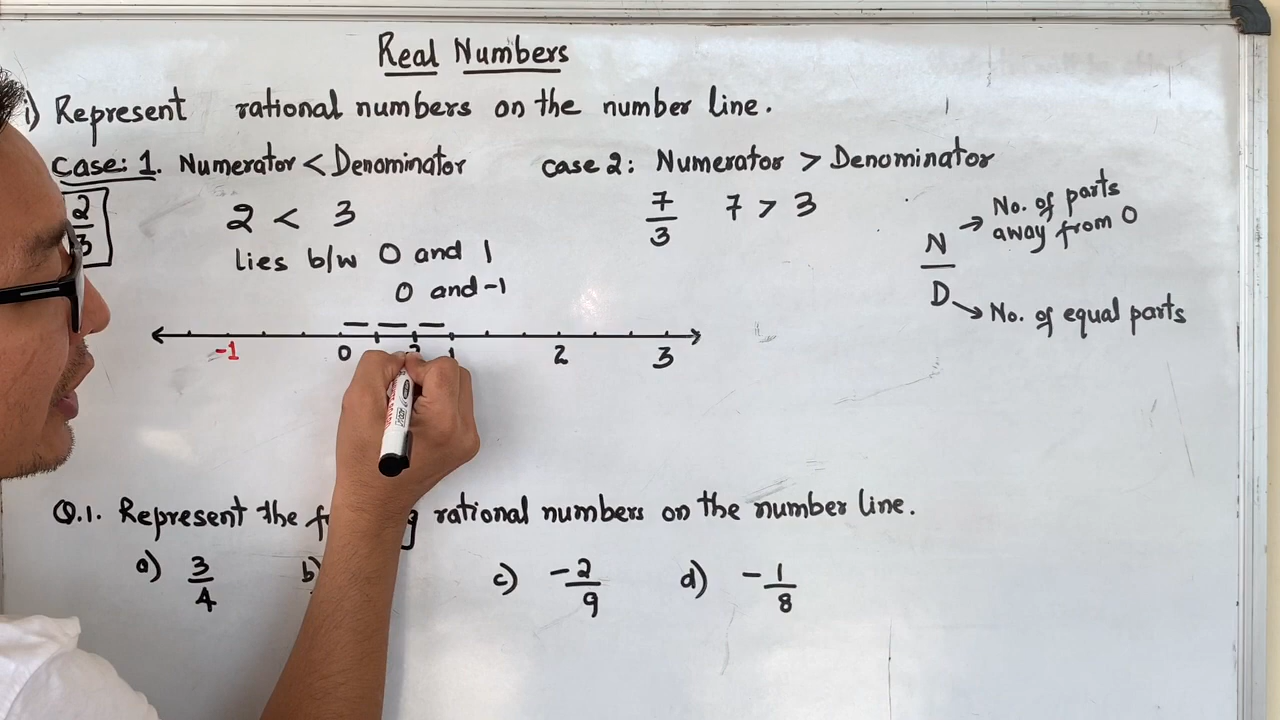 Real Numbers
i) Represent rational numbers on the number line.
Case: 1. Numerator < Denominator
2/3
2 < 3
lies b/w 0 and 1
0 and -1
case 2: Numerator > Denominator
7/3 7 > 3
N/D
No. of parts
away from 0
No. of equal parts
-1 0 2 1 2 3
Q.1. Represent the rational numbers on the number line.
a) 3/4 b) c) -2/9 d) -1/8